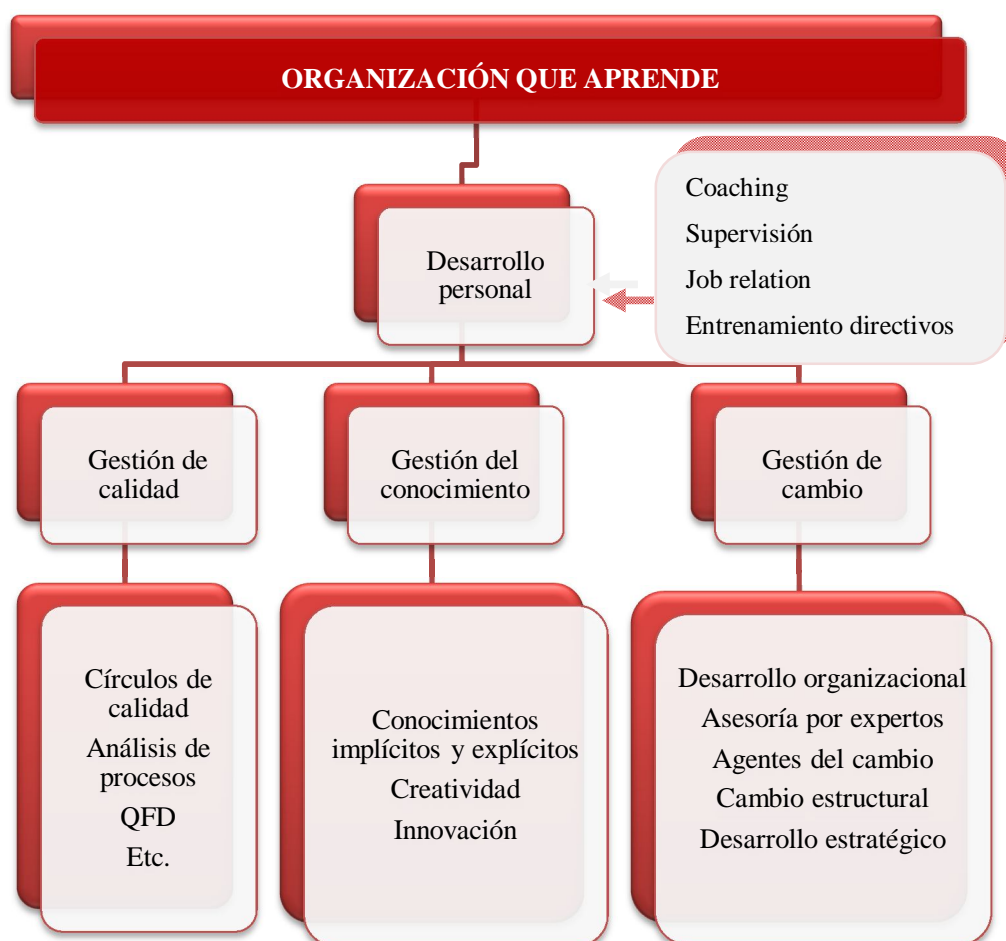 ORGANIZACIÓN QUE APRENDE
Coaching
Supervisión
Job relation
Entrenamiento directivos
Desarrollo
personal
Gestión de
calidad
Gestión del
conocimiento
Gestión de
cambio
Círculos de
calidad
Análisis de
procesos
QFD
Etc.
Conocimientos
implícitos y explícitos
Creatividad
Innovación
Desarrollo organizacional
Asesoría por expertos
Agentes del cambio
Cambio estructural
Desarrollo estratégico